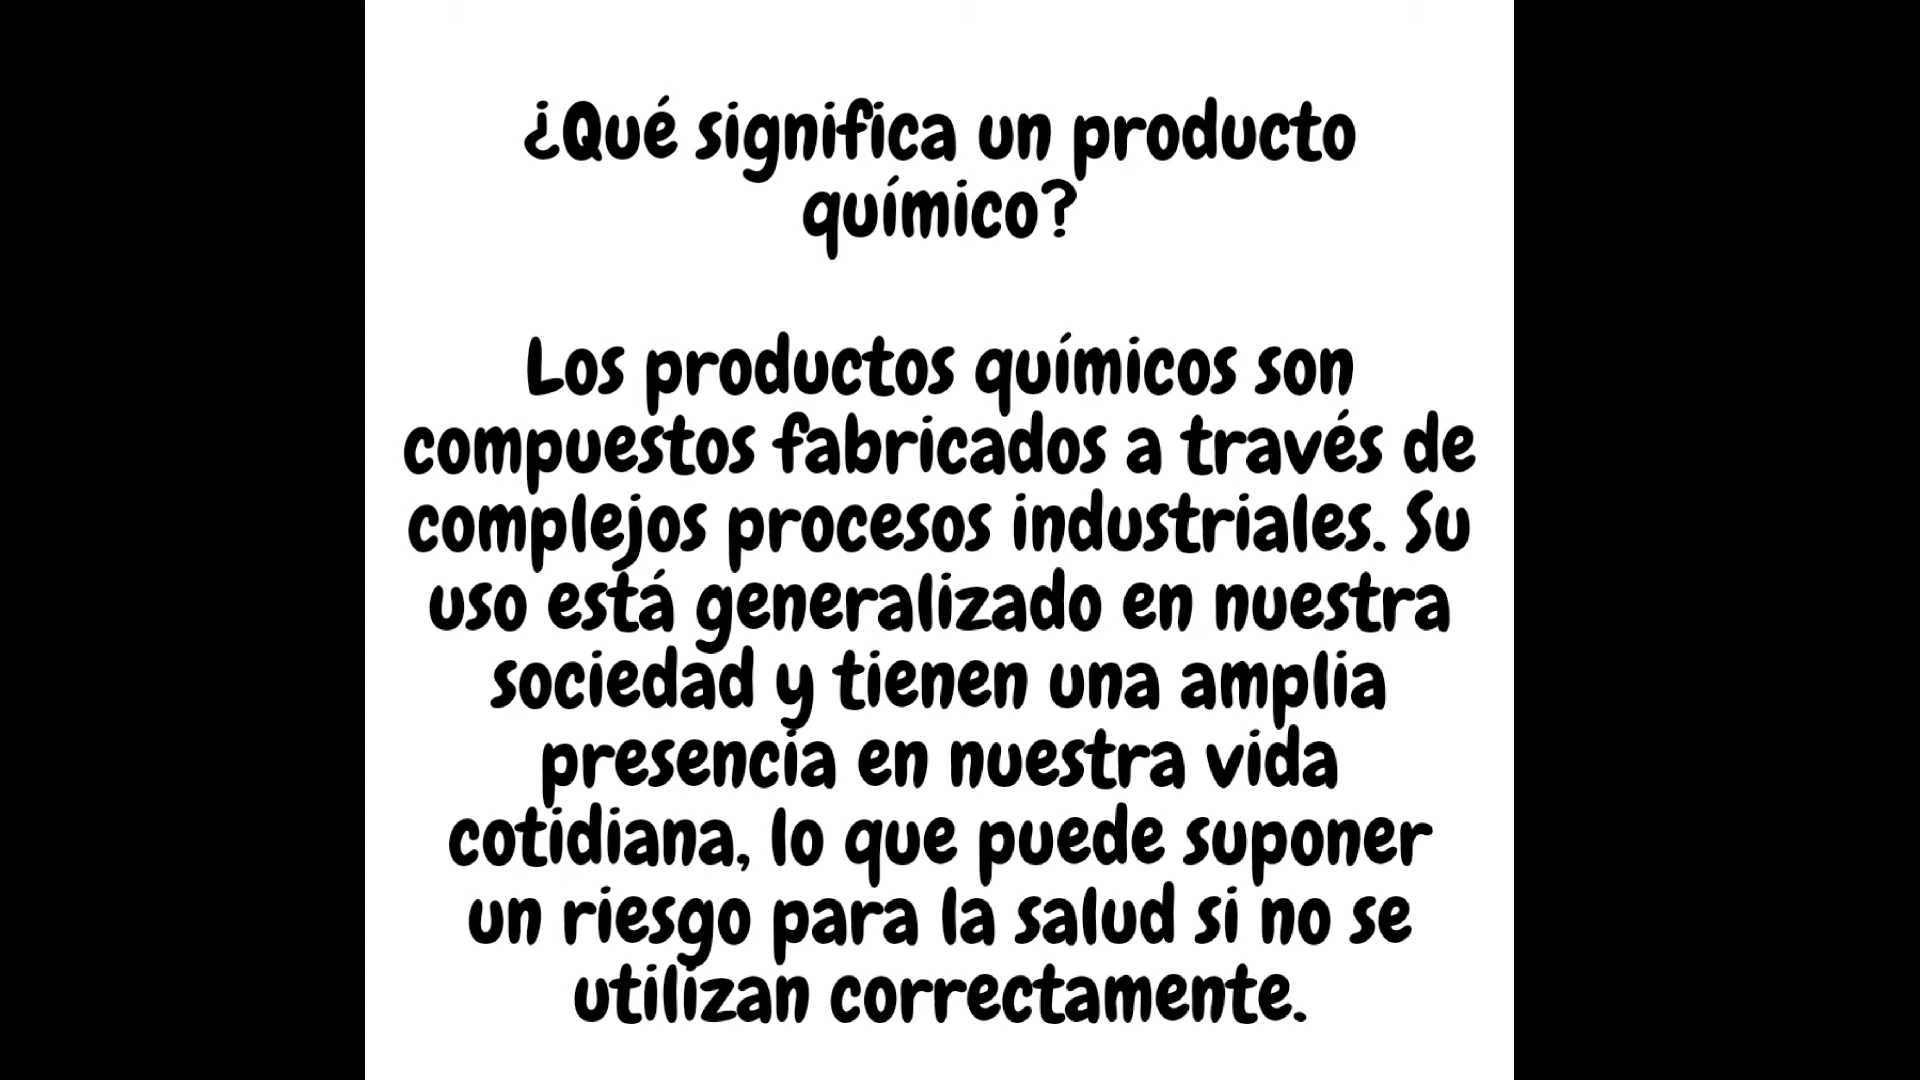 ¿Qué significa un producto
químico?
Los productos químicos son
compuestos fabricados a través de
complejos procesos industriales. Su
uso está generalizado en nuestra
sociedad y tienen una amplia
presencia en nuestra vida
cotidiana, lo que puede suponer
un riesgo para la salud si no se
utilizan correctamente.